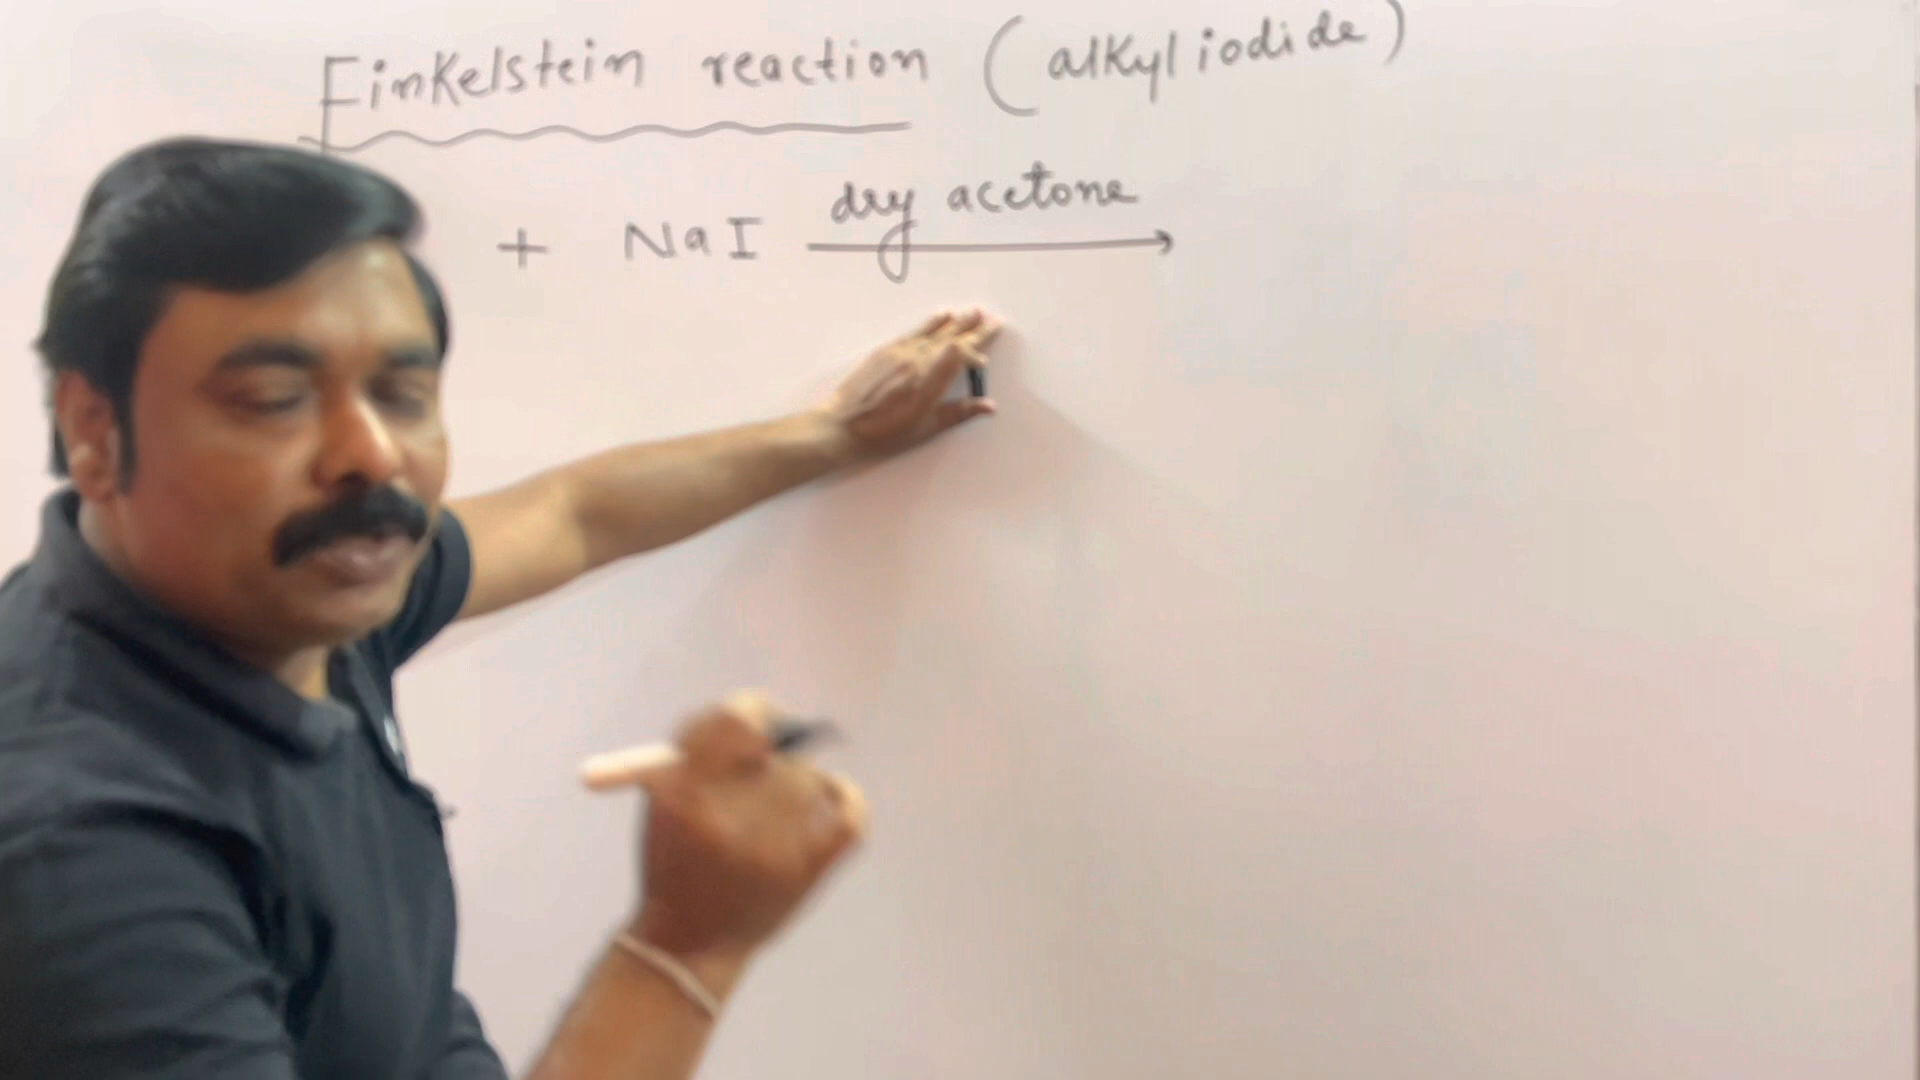 Finkelstein reaction (alkyl iodide)
dry acetone
+ NaI ⟶